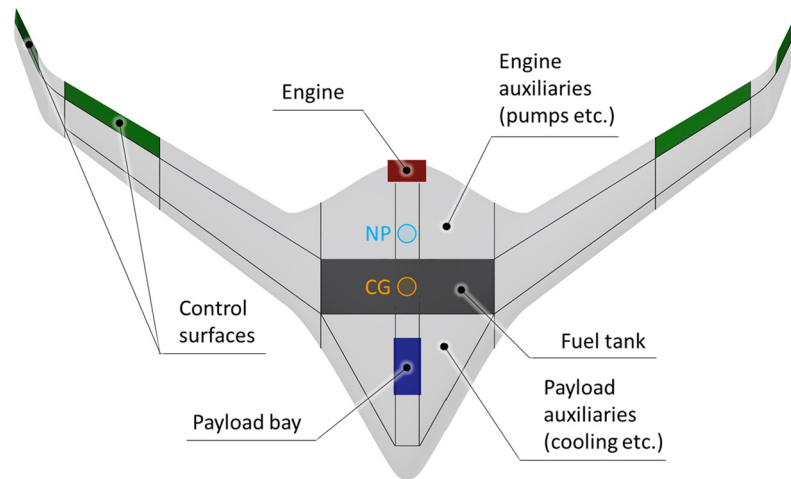 Engine
auxiliaries
(pumps etc.)
Engine
NP
CG
Control
surfaces
Fuel tank
Payload bay
Payload
auxiliaries
(cooling etc.)